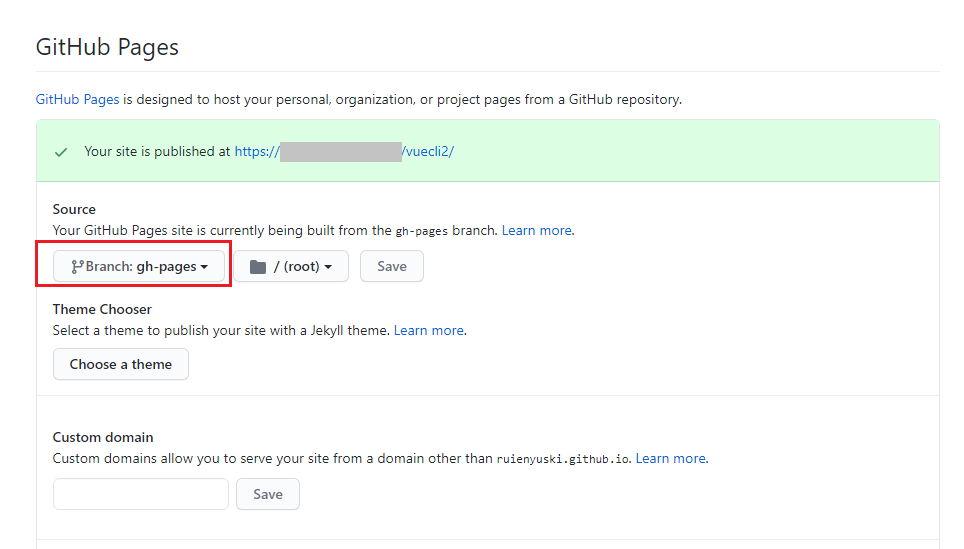 GitHub Pages
GitHub Pages is designed to host your personal, organization, or project pages from a GitHub repository.
Your site is published at https:// /vuecli2/
Source
Your GitHub Pages site is currently being built from the gh-pages branch. Learn more.
Branch: gh-pages / (root) Save
Theme Chooser
Select a theme to publish your site with a Jekyll theme. Learn more.
Choose a theme
Custom domain
Custom domains allow you to serve your site from a domain other than ruienyuski.github.io. Learn more.
Save